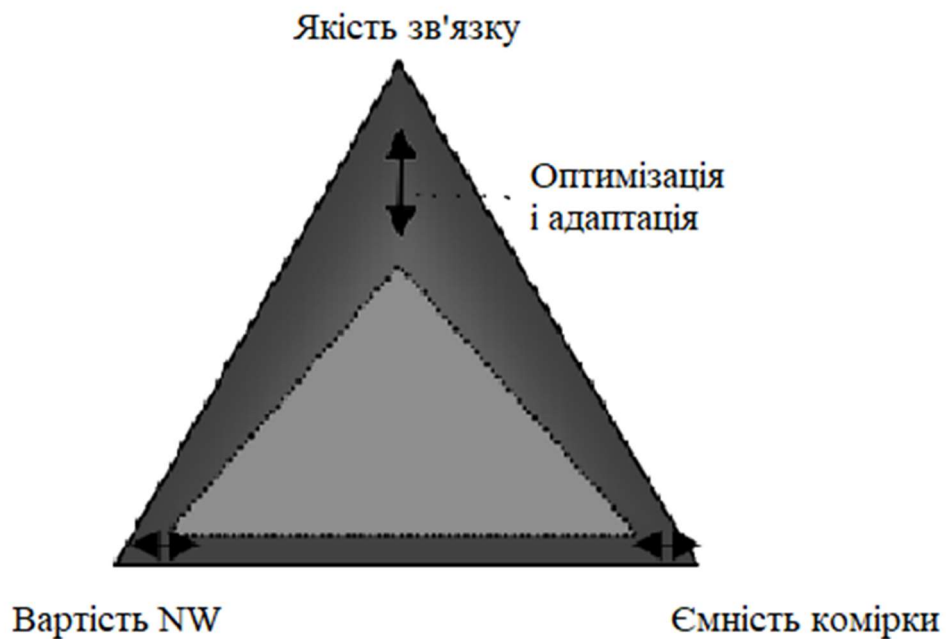 Якість зв'язку
Оптимізація
і адаптація
Вартість NW
Ємність комірки